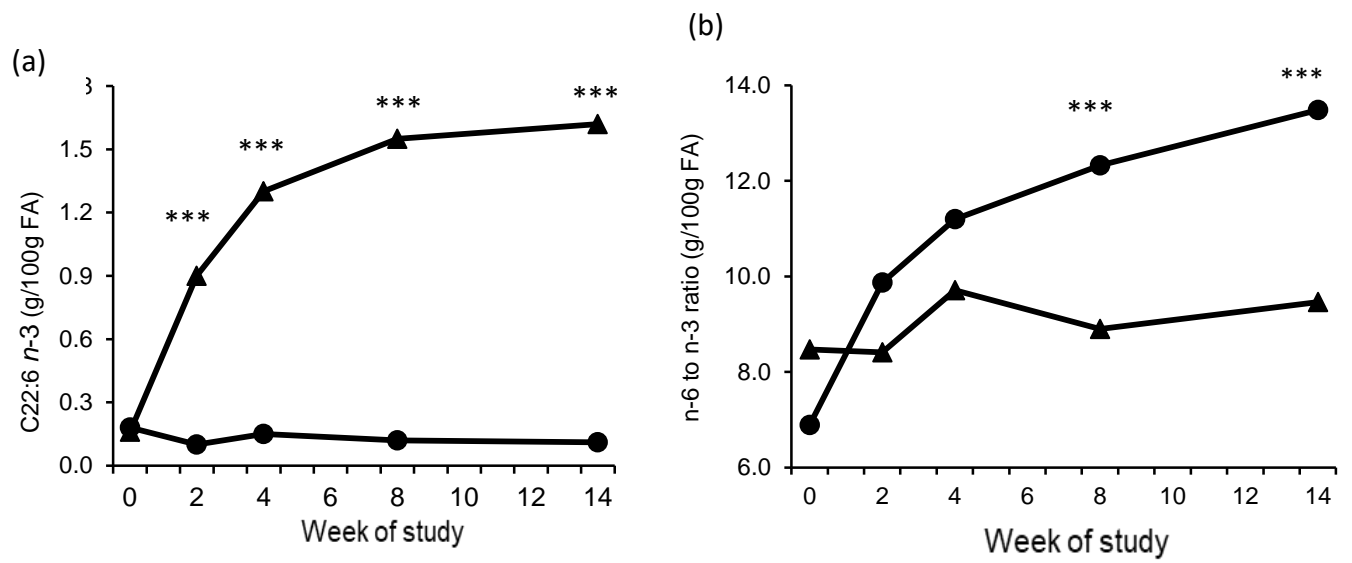 (a)
(b)
***
***
***
***
1.5
1.2
0.9
0.6
0.3
0.0
C22:6 n-3 (g/100g FA)
0 2 4 6 8 10 12 14
Week of study
***
***
14.0
12.0
10.0
8.0
6.0
n-6 to n-3 ratio (g/100g FA)
0 2 4 6 8 10 12 14
Week of study